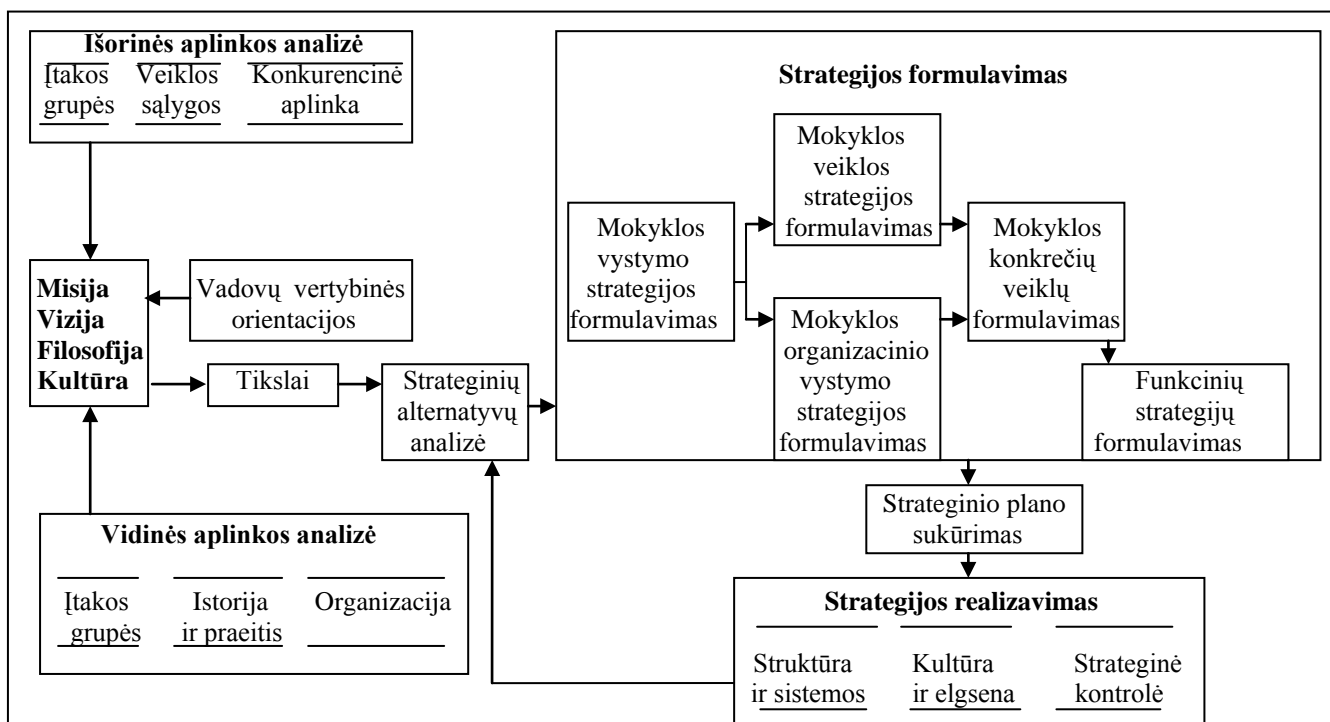 Išorinės aplinkos analizė
Įtakos
grupės
Veiklos
sąlygos
Konkurencinė
aplinka
Misija
Vizija
Filosofija
Kultūra
Vadovų vertybinės
orientacijos
Tikslai
Strateginių
alternatyvų
analizė
Vidinės aplinkos analizė
Įtakos
grupės
Istorija
ir praeitis
Organizacija
Strategijos formulavimas
Mokyklos
vystymo
strategijos
formulavimas
Mokyklos
veiklos
strategijos
formulavimas
Mokyklos
organizacinio
vystymo
strategijos
formulavimas
Mokyklos
konkrečių
veiklų
formulavimas
Funkcinių
strategijų
formulavimas
Strateginio plano
sukūrimas
Strategijos realizavimas
Struktūra
ir sistemos
Kultūra
ir elgsena
Strateginė
kontrolė